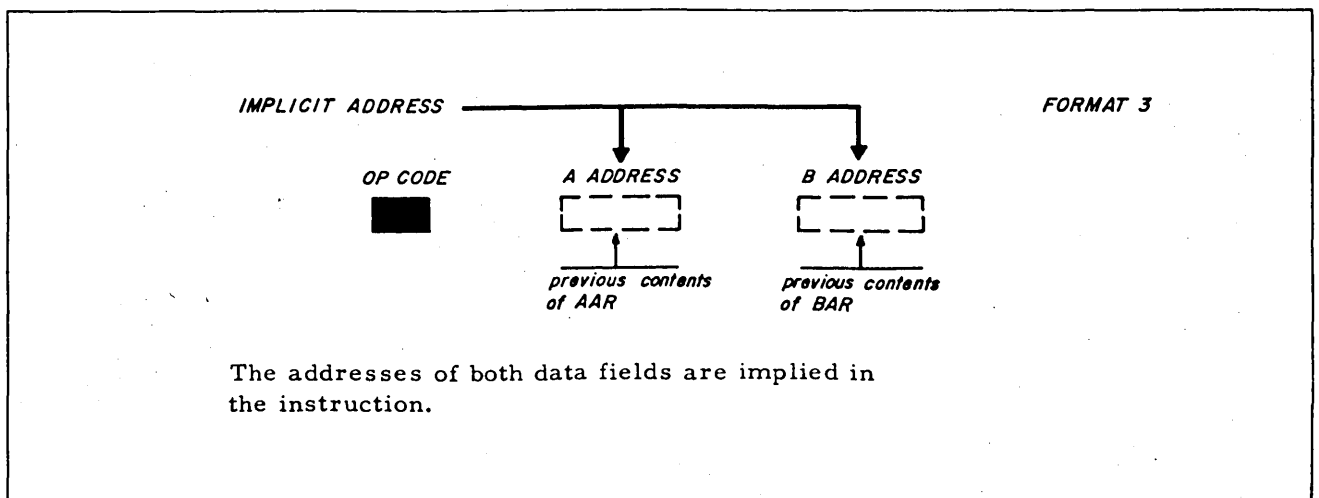 IMPLICIT ADDRESS
FORMAT 3
OP CODE
A ADDRESS
B ADDRESS
previous contents
of AAR
previous contents
of BAR
The addresses of both data fields are implied in
the instruction.